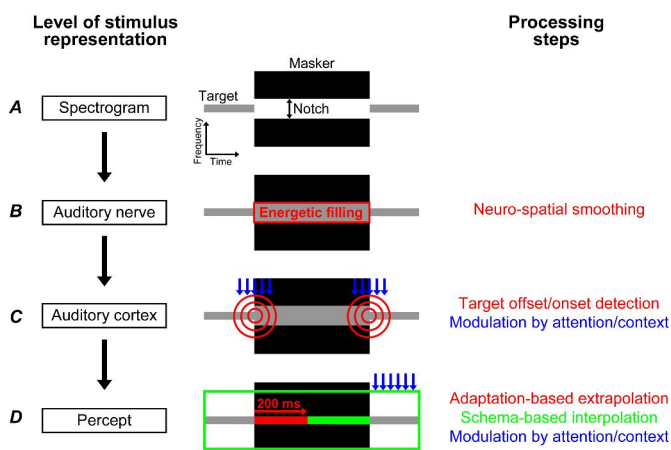 Level of stimulus
representation
Processing
steps
Masker
A
Spectrogram
Target
Notch
Frequency
Time
B
Auditory nerve
Energetic filling
Neuro-spatial smoothing
C
Auditory cortex
Target offset/onset detection
Modulation by attention/context
D
Percept
200 ms
Adaptation-based extrapolation
Schema-based interpolation
Modulation by attention/context